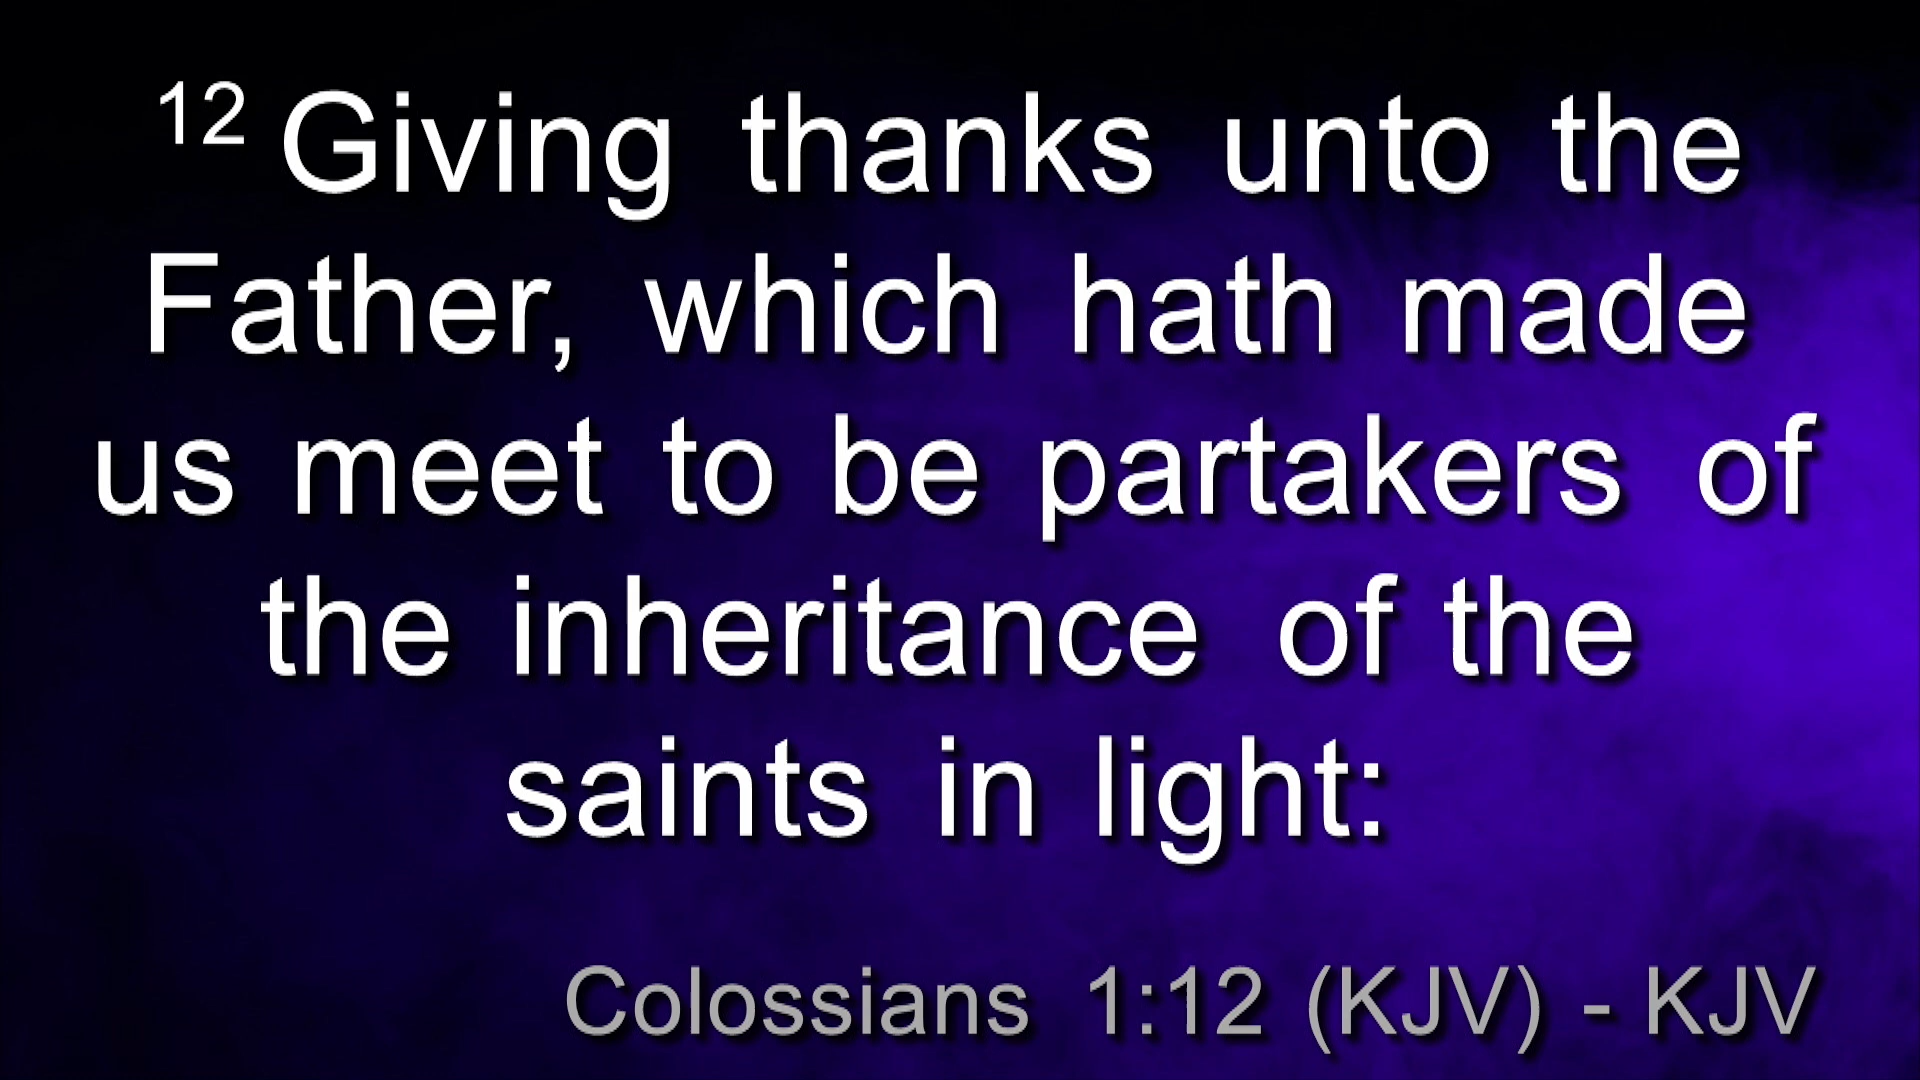 12 Giving thanks unto the
Father, which hath made
us meet to be partakers of
the inheritance of the
saints in light:
Colossians 1:12 (KJV) - KJV